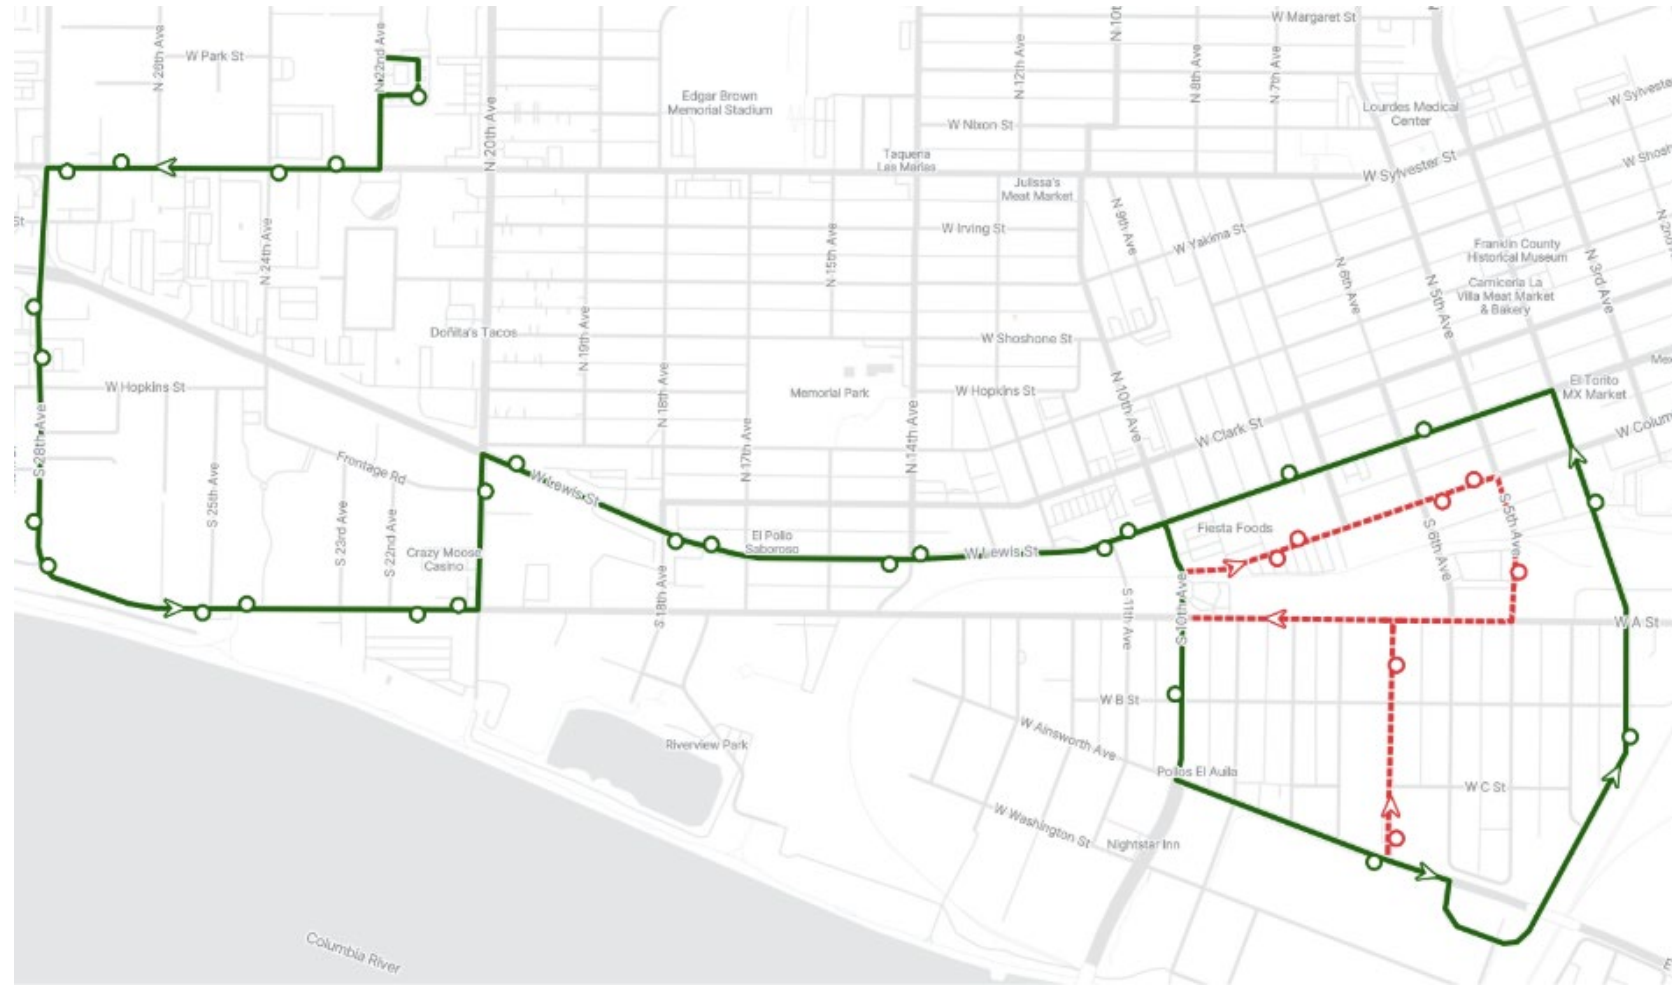 W Margaret St
N 10t
N 26th Ave
W Park St
N 22nd Ave
N 20th Ave
N 12th Ave
N 8th Ave
N 7th Ave
Edgar Brown
Memorial Stadium
Lourdes Medical
Center
W Sylveste
W Nixon St
Taqueria
Las Marias
Julissa's
Meat Market
W Sylvester St
W Shosh
N 24th Ave
N 15th Ave
W Irving St
N 9th Ave
W Yakima St
Franklin County
Historical Museum
N 6th Ave
N 5th Ave
Carniceria La
Villa Meat Market
& Bakery
N 3rd Ave
Doñita's Tacos
N 19th Ave
W Shoshone St
W Hopkins St
N 18th Ave
Memorial Park
W Hopkins St
N 10th Ave
El Torito
MX Market
S 28th Ave
N 17th Ave
N 14th Ave
W Clark St
W Colum
Frontage Rd
S 25th Ave
W Lewis St
S 23rd Ave
S 22nd Ave
Crazy Moose
Casino
El Pollo
Saboroso
W Lewis St
Fiesta Foods
S 5th Ave
S 6th Ave
S 18th Ave
S 11th Ave
S 10th Ave
W A St
W B St
W Ainsworth Ave
Riverview Park
Pollos El Aulla
W C St
W Washington St
Nightstar Inn
Columbia River